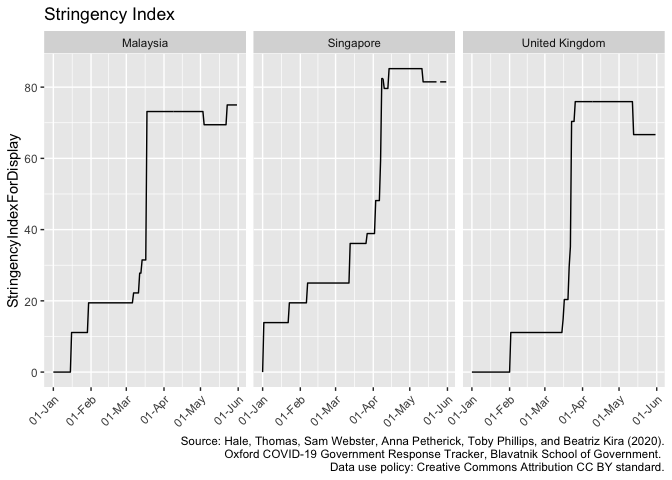 Stringency Index
Malaysia
Singapore
United Kingdom
StringencyIndexForDisplay
80
60
40
20
0
01-Jan
01-Feb
01-Mar
01-Apr
01-May
01-Jun
01-Jan
01-Feb
01-Mar
01-Apr
01-May
01-Jun
01-Jan
01-Feb
01-Mar
01-Apr
01-May
01-Jun
Source: Hale, Thomas, Sam Webster, Anna Petherick, Toby Phillips, and Beatriz Kira (2020).
Oxford COVID-19 Government Response Tracker, Blavatnik School of Government.
Data use policy: Creative Commons Attribution CC BY standard.